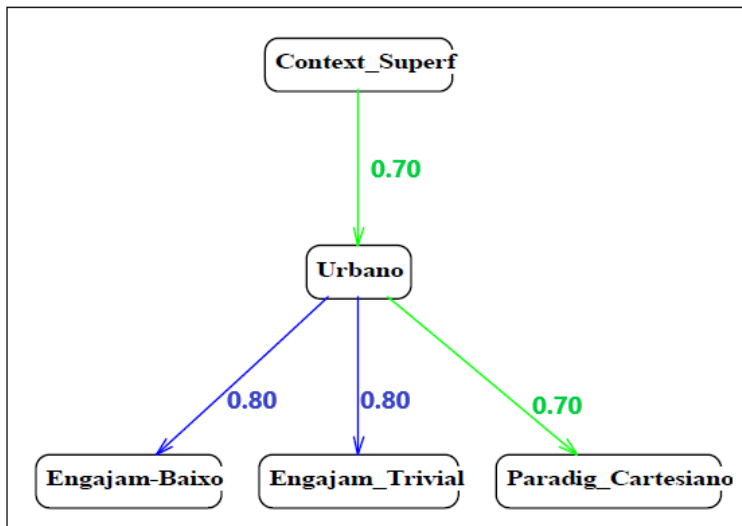 Context_Superf
0.70
Urbano
0.80
0.80
0.70
Engajam-Baixo
Engajam_Trivial
Paradig_Cartesiano